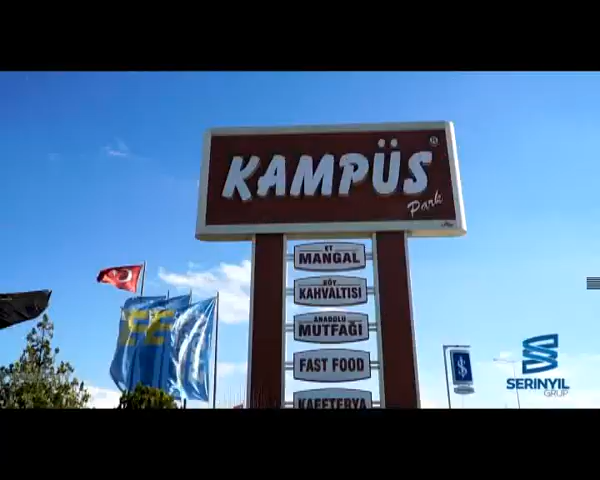 KAMPÜS
®
Park
ET
MANGAL
KÖY
KAHVALTISI
ANADOLU
MUTFAĞI
FAST FOOD
KAFETERYA
SERINYIL
GRUP